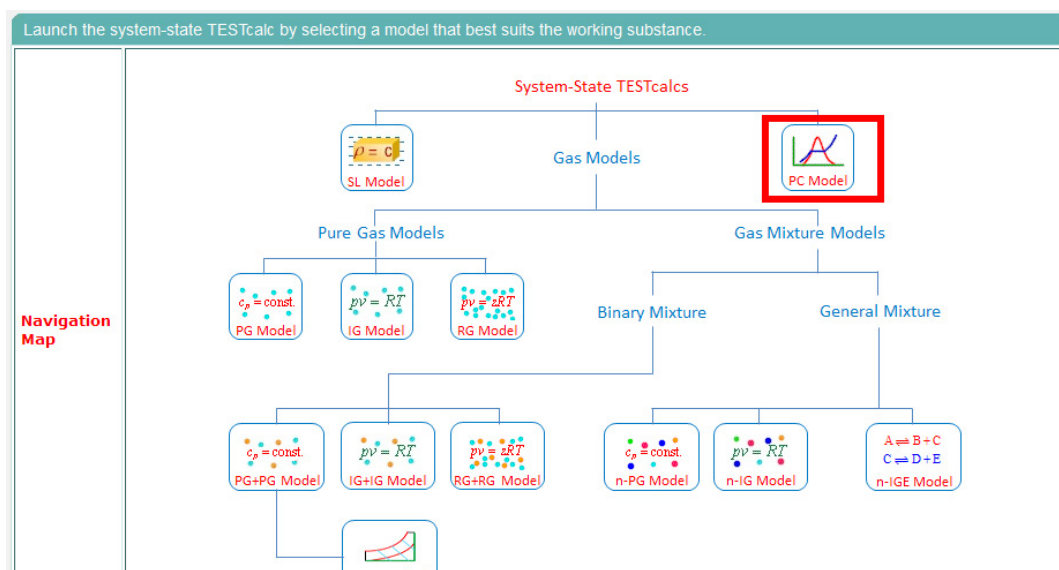 Launch the system-state TESTcalc by selecting a model that best suits the working substance.
System-State TESTcalcs
ρ = C
SL Model
Gas Models
PC Model
Pure Gas Models
Gas Mixture Models
cₚ = const.
PG Model
pv = RT
IG Model
pv = zRT
RG Model
Binary Mixture
General Mixture
Navigation
Map
cₚ = const.
PG+PG Model
pv = RT
IG+IG Model
pv = zRT
RG+RG Model
cₚ = const.
n-PG Model
pv = RT
n-IG Model
A ⇌ B + C
C ⇌ D + E
n-IGE Model